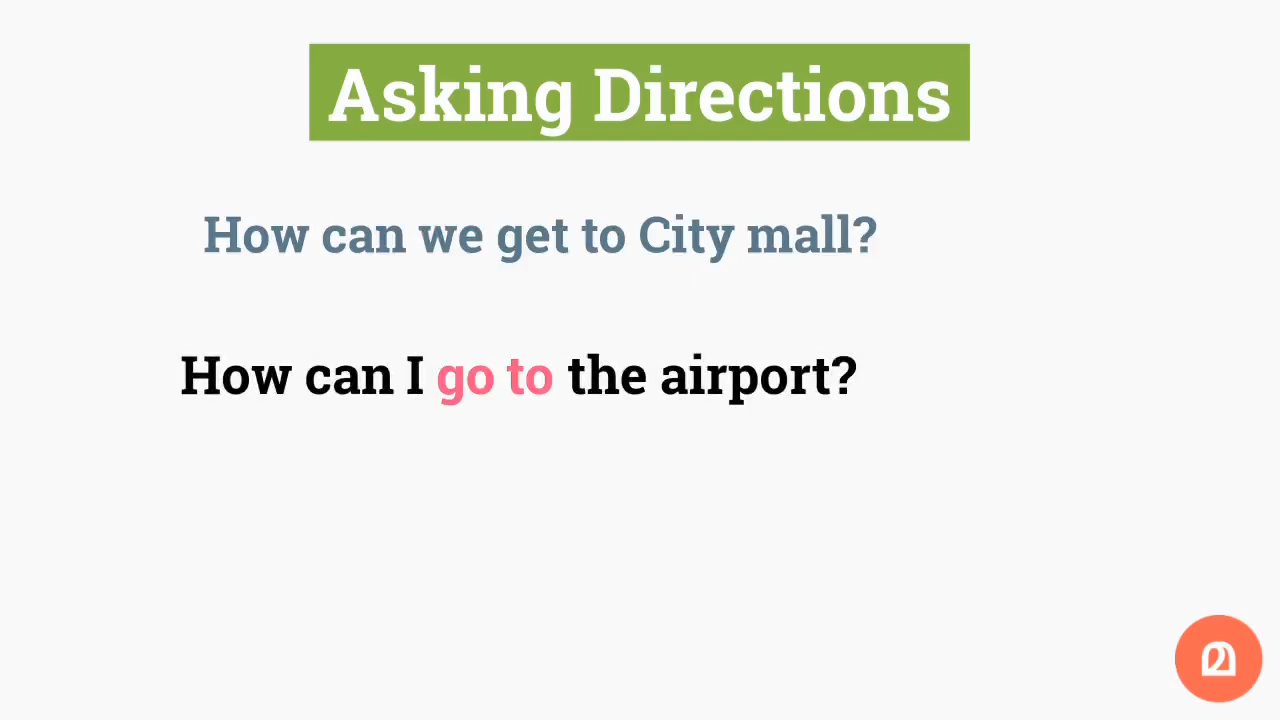 Asking Directions
How can we get to City mall?
How can I go to the airport?
മ